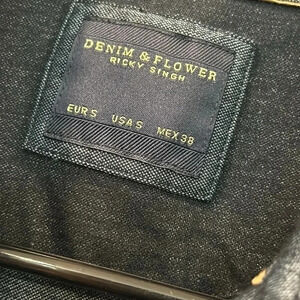 DENIM & FLOWER
RICKY SINGH
EUR S USA S MEX 38